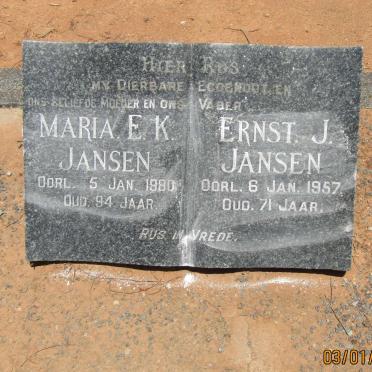 HIER RUS
MY DIERBARE EGGENOOT EN
ONS GELIEFDE MOEDER EN ONS VADER
MARIA. E. K.
JANSEN
OORL. 5 JAN. 1980
OUD. 94 JAAR.
ERNST. J.
JANSEN
OORL. 6 JAN. 1957.
OUD. 71 JAAR.
RUS IN VREDE.
03/01/